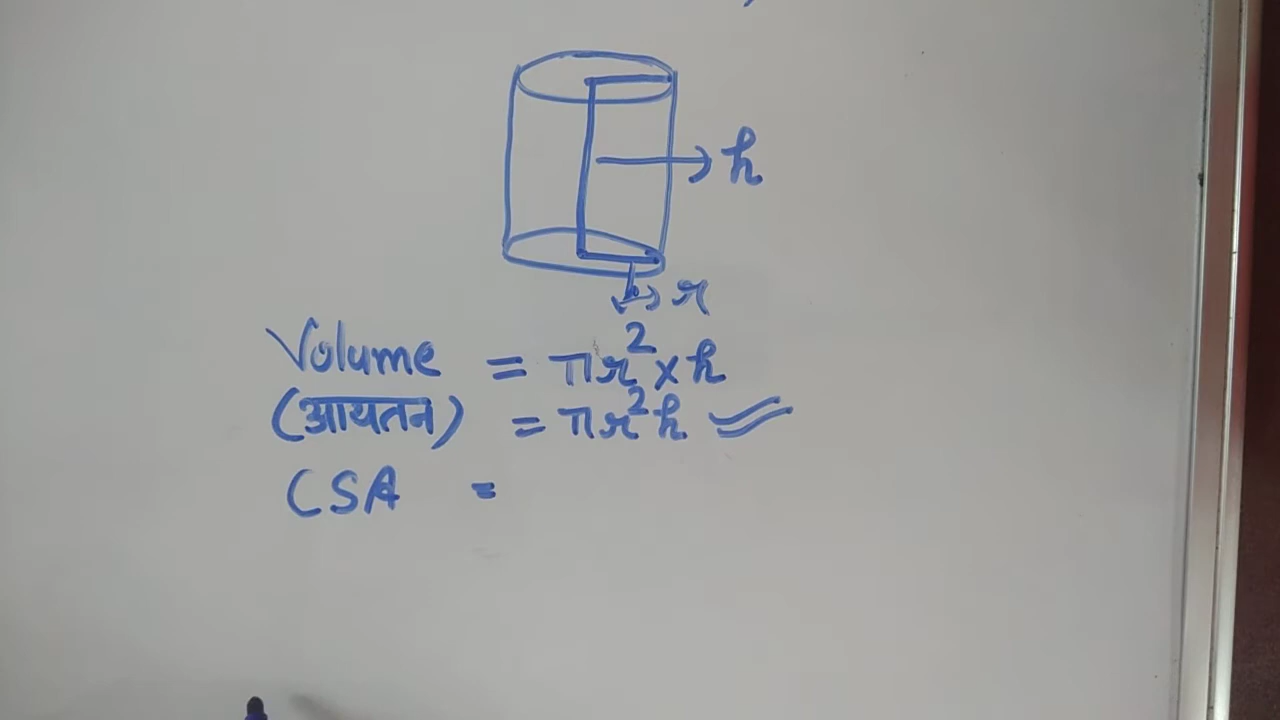 h
r
Volume = πr²×h
(आयतन) = πr²h
CSA =